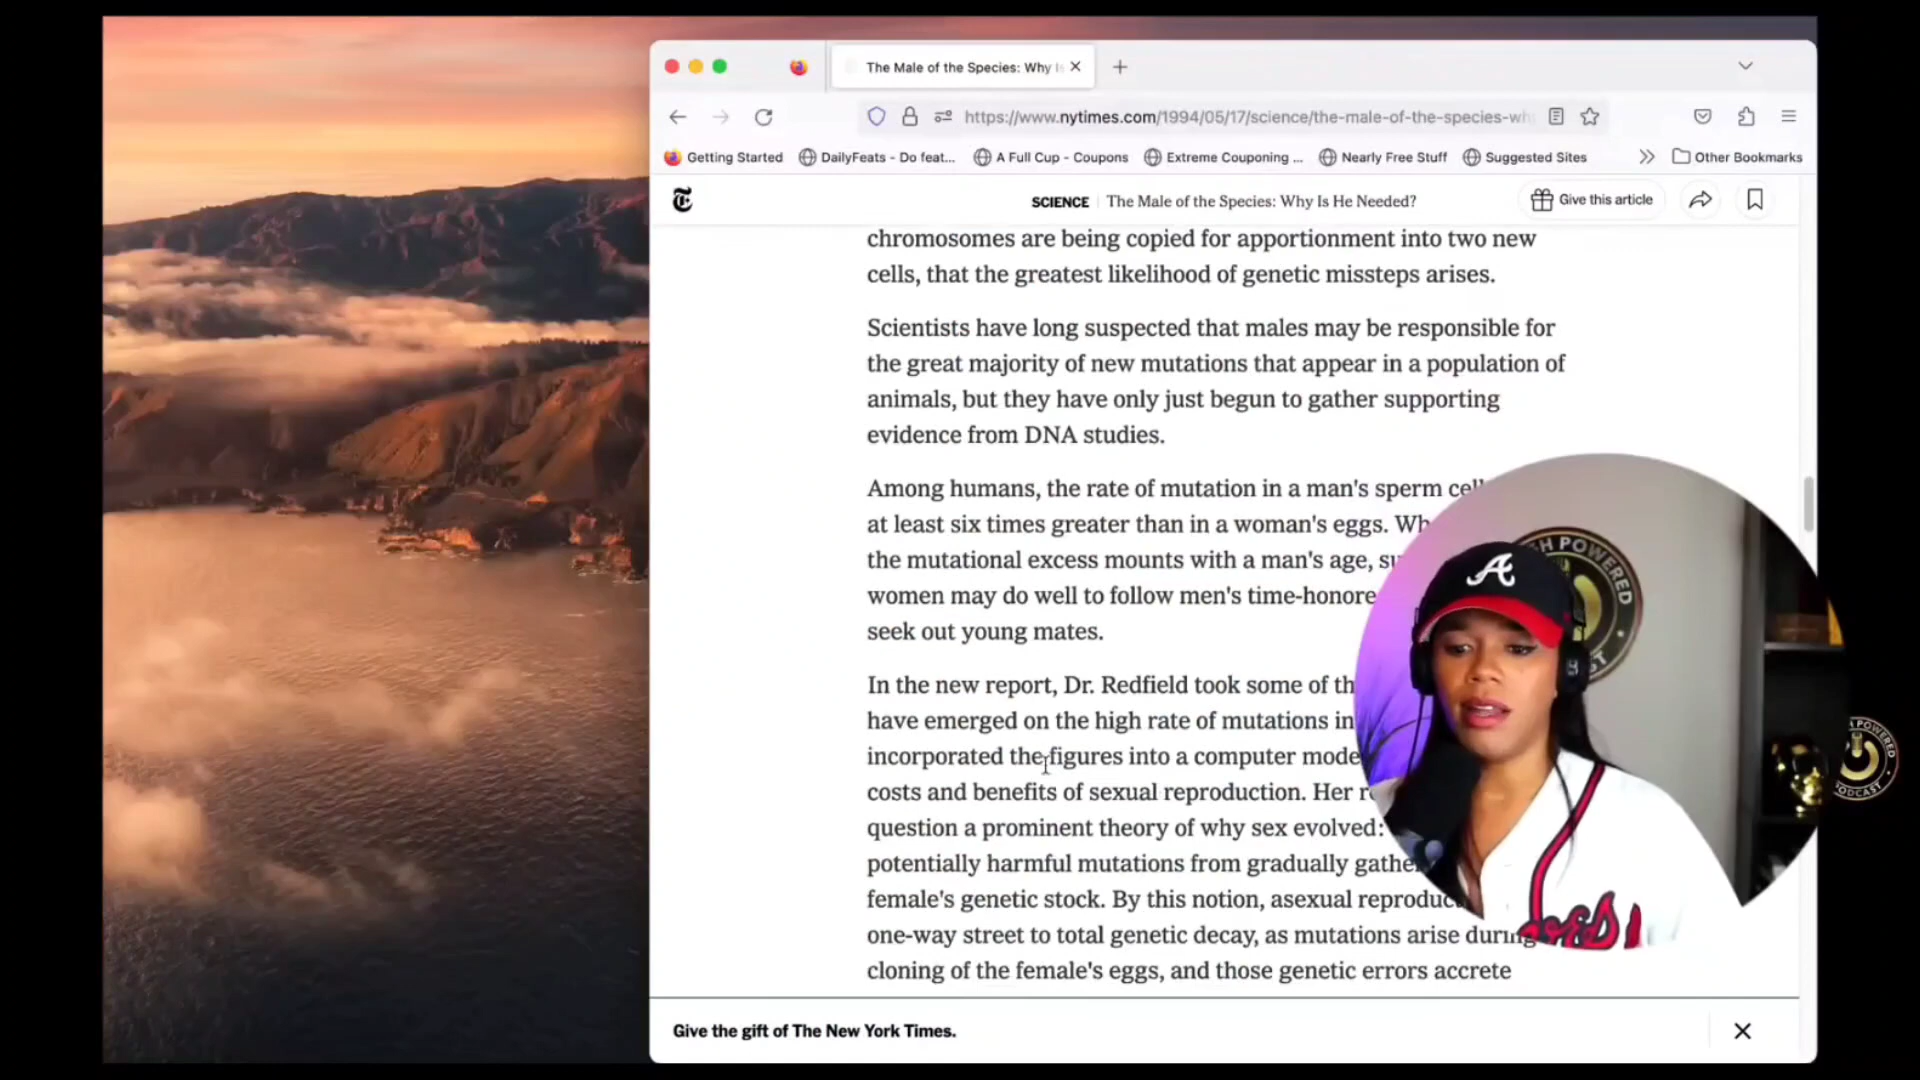 The Male of the Species: Why Is
https://www.nytimes.com/1994/05/17/science/the-male-of-the-species-wh
Getting Started
DailyFeats - Do feat...
A Full Cup - Coupons
Extreme Couponing ...
Nearly Free Stuff
Suggested Sites
Other Bookmarks
SCIENCE
The Male of the Species: Why Is He Needed?
Give this article
chromosomes are being copied for apportionment into two new
cells, that the greatest likelihood of genetic missteps arises.
Scientists have long suspected that males may be responsible for
the great majority of new mutations that appear in a population of
animals, but they have only just begun to gather supporting
evidence from DNA studies.
Among humans, the rate of mutation in a man's sperm cell
at least six times greater than in a woman's eggs. Wh
the mutational excess mounts with a man's age, su
women may do well to follow men's time-honore
seek out young mates.
In the new report, Dr. Redfield took some of th
have emerged on the high rate of mutations in
incorporated the figures into a computer mode
costs and benefits of sexual reproduction. Her r
question a prominent theory of why sex evolved:
potentially harmful mutations from gradually gathe
female's genetic stock. By this notion, asexual reproduc
one-way street to total genetic decay, as mutations arise during
cloning of the female's eggs, and those genetic errors accrete
H POWERED
A
H POWERED
PODCAST
Give the gift of The New York Times.